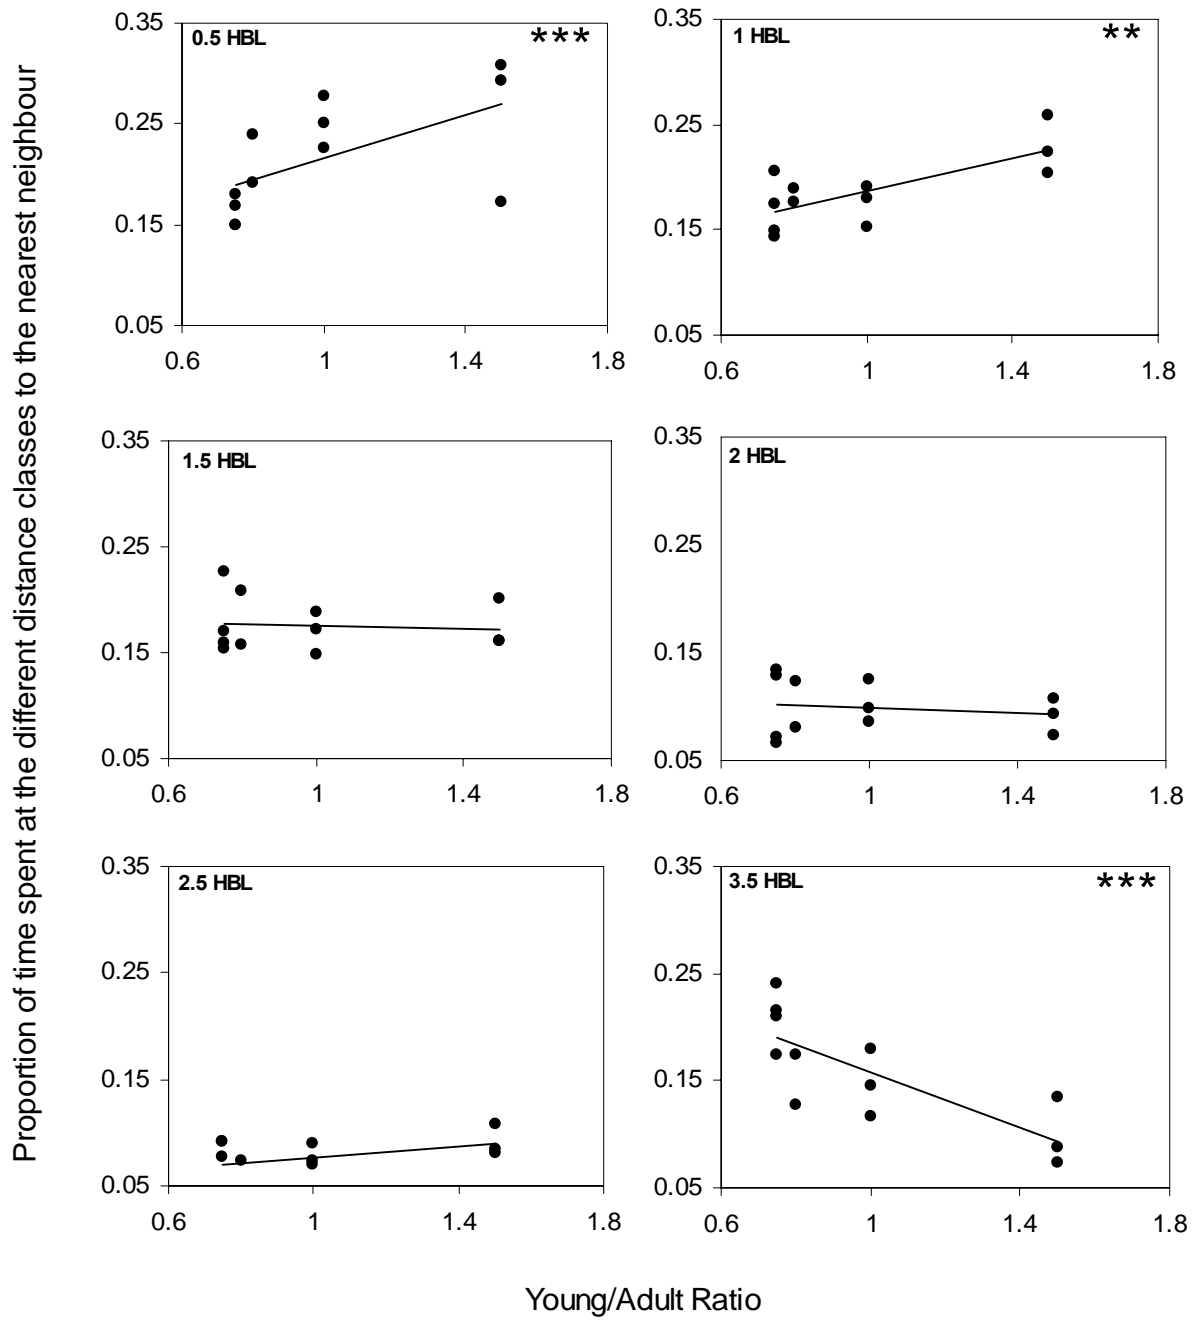 Proportion of time spent at the different distance classes to the nearest neighbour
0.5 HBL
***
0.35
0.25
0.15
0.05
0.6 1 1.4 1.8
1 HBL
**
0.35
0.25
0.15
0.05
0.6 1 1.4 1.8
1.5 HBL
0.35
0.25
0.15
0.05
0.6 1 1.4 1.8
2 HBL
0.35
0.25
0.15
0.05
0.6 1 1.4 1.8
2.5 HBL
0.35
0.25
0.15
0.05
0.6 1 1.4 1.8
3.5 HBL
***
0.35
0.25
0.15
0.05
0.6 1 1.4 1.8
Young/Adult Ratio